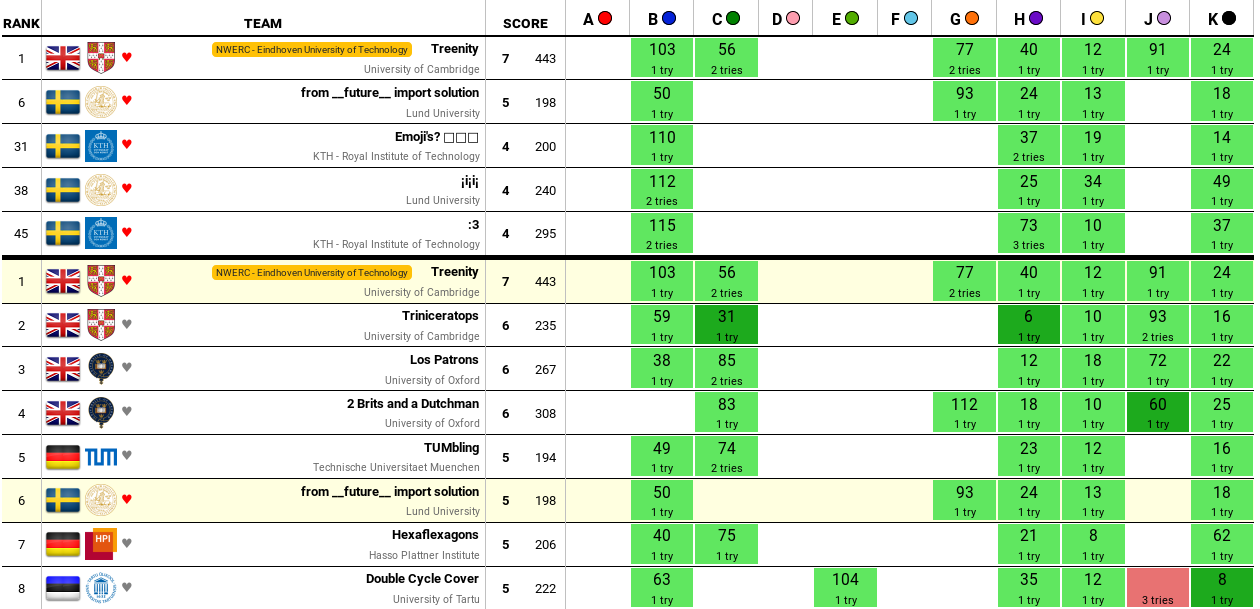 RANK TEAM SCORE A B C D E F G H I J K
1 NWERC - Eindhoven University of Technology Treenity 7 443 103 56 77 40 12 91 24
University of Cambridge 1 try 2 tries 2 tries 1 try 1 try 1 try 1 try
6 from __future__ import solution 5 198 50 93 24 13 18
Lund University 1 try 1 try 1 try 1 try 1 try
31 KTH Emoji's? □□□ 4 200 110 37 19 14
KTH - Royal Institute of Technology 1 try 2 tries 1 try 1 try
38 ¡i¡i¡ 4 240 112 25 34 49
Lund University 2 tries 1 try 1 try 1 try
45 KTH :3 4 295 115 73 10 37
KTH - Royal Institute of Technology 2 tries 3 tries 1 try 1 try
1 NWERC - Eindhoven University of Technology Treenity 7 443 103 56 77 40 12 91 24
University of Cambridge 1 try 2 tries 2 tries 1 try 1 try 1 try 1 try
2 Triniceratops 6 235 59 31 6 10 93 16
University of Cambridge 1 try 1 try 1 try 1 try 2 tries 1 try
3 Los Patrons 6 267 38 85 12 18 72 22
University of Oxford 1 try 2 tries 1 try 1 try 1 try 1 try
4 2 Brits and a Dutchman 6 308 83 112 18 10 60 25
University of Oxford 1 try 1 try 1 try 1 try 1 try 1 try
5 TUM TUMbling 5 194 49 74 23 12 16
Technische Universitaet Muenchen 1 try 2 tries 1 try 1 try 1 try
6 from __future__ import solution 5 198 50 93 24 13 18
Lund University 1 try 1 try 1 try 1 try 1 try
7 HPI Hexaflexagons 5 206 40 75 21 8 62
Hasso Plattner Institute 1 try 1 try 1 try 1 try 1 try
8 Double Cycle Cover 5 222 63 104 35 12 8
University of Tartu 1 try 1 try 1 try 1 try 3 tries 1 try